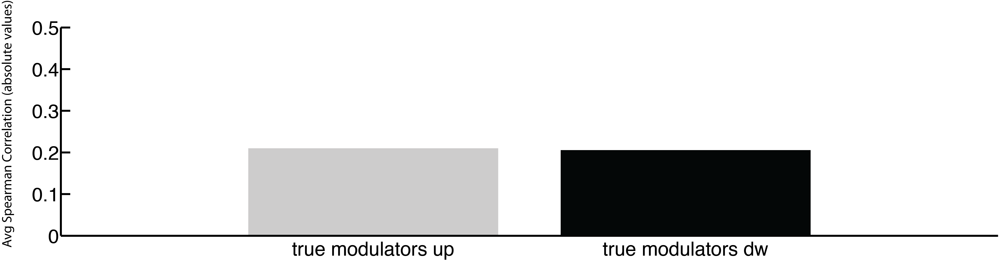 Avg Spearman Correlation (absolute values)
0.5
0.4
0.3
0.2
0.1
0
true modulators up
true modulators dw